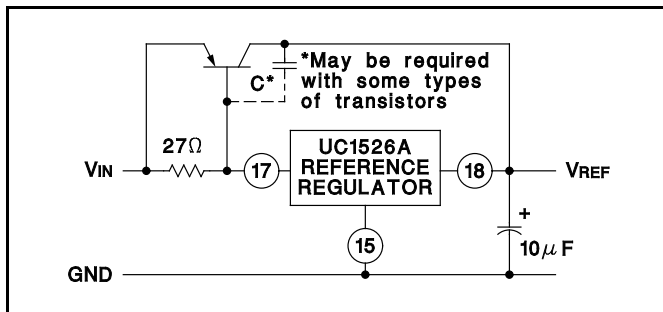 *May be required
with some types
of transistors
C*
27Ω
UC1526A
REFERENCE
REGULATOR
VIN
17
18
VREF
15
+
10μF
GND